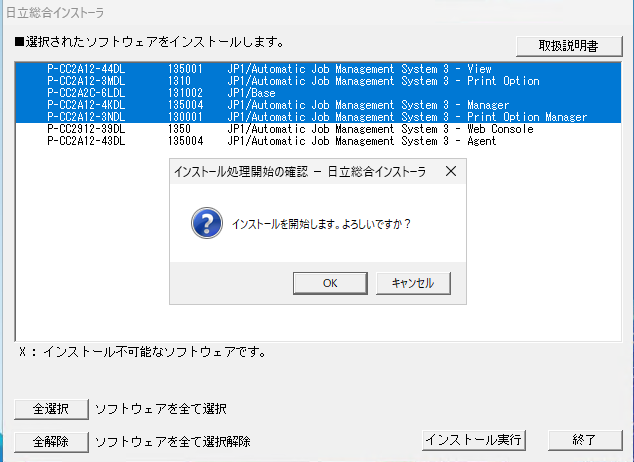 日立総合インストーラ
■選択されたソフトウェアをインストールします。
取扱説明書
P-CC2A12-44DL 135001 JP1/Automatic Job Management System 3 - View
P-CC2A12-3MDL 1310 JP1/Automatic Job Management System 3 - Print Option
P-CC2A2C-6LDL 131002 JP1/Base
P-CC2A12-4KDL 135004 JP1/Automatic Job Management System 3 - Manager
P-CC2A12-3NDL 130001 JP1/Automatic Job Management System 3 - Print Option Manager
P-CC2912-39DL 1350 JP1/Automatic Job Management System 3 - Web Console
P-CC2A12-43DL 135004 JP1/Automatic Job Management System 3 - Agent
インストール処理開始の確認 − 日立総合インストーラ
インストールを開始します。よろしいですか？
OK キャンセル
X : インストール不可能なソフトウェアです。
全選択 ソフトウェアを全て選択
全解除 ソフトウェアを全て選択解除
インストール実行 終了